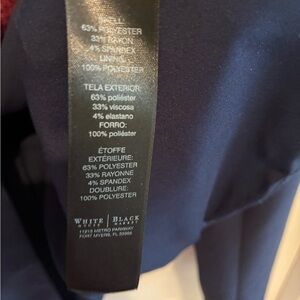 SHELL:
63% POLYESTER
33% RAYON
4% SPANDEX
LINING:
100% POLYESTER
TELA EXTERIOR:
63% poliéster
33% viscosa
4% elastano
FORRO:
100% poliéster
ÉTOFFE
EXTÉRIEURE:
63% POLYESTER
33% RAYONNE
4% SPANDEX
DOUBLURE:
100% POLYESTER
WHITE | BLACK
HOUSE | MARKET
11215 METRO PARKWAY
FORT MYERS, FL 33966